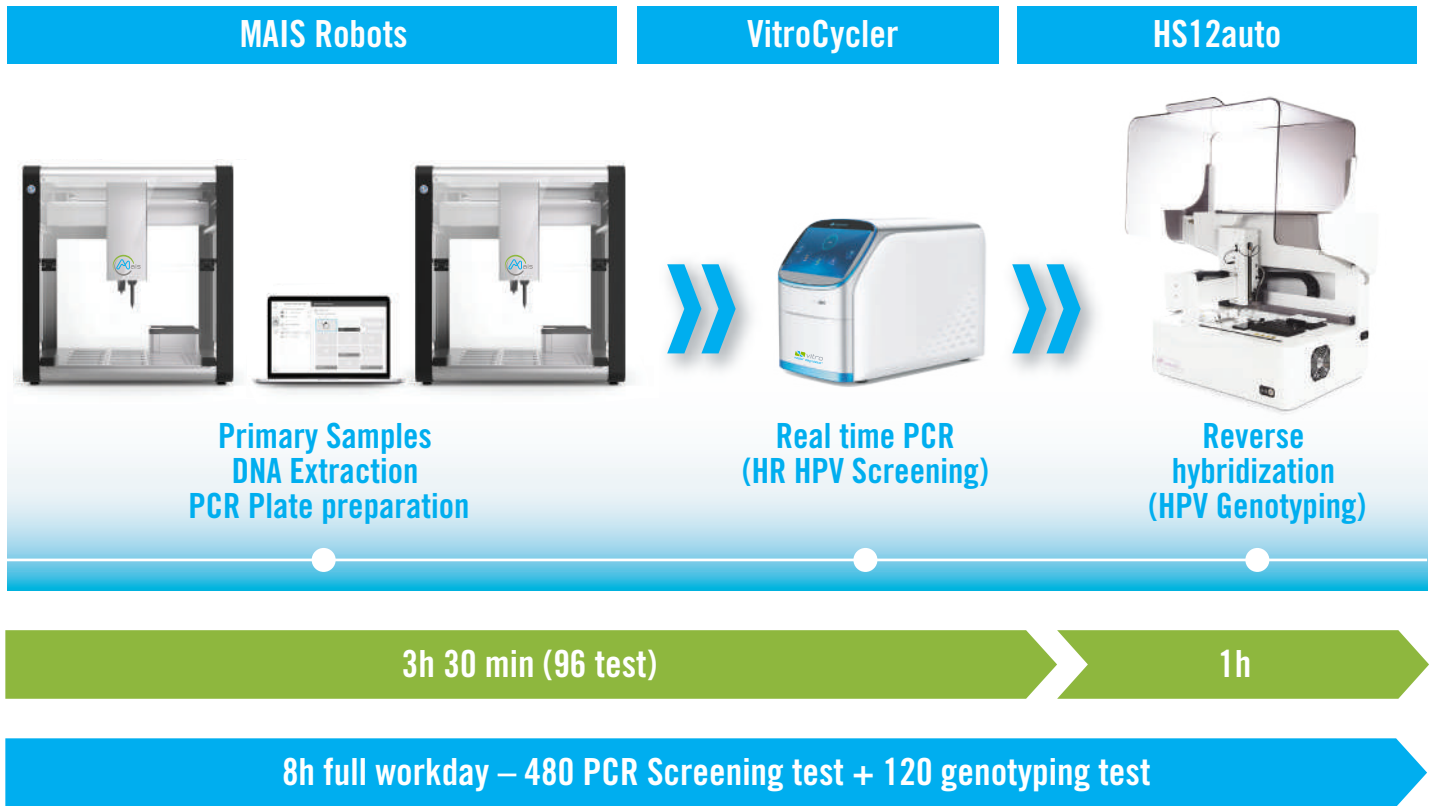 MAIS Robots
VitroCycler
HS12auto
vitro
Primary Samples
DNA Extraction
PCR Plate preparation
Real time PCR
(HR HPV Screening)
Reverse
hybridization
(HPV Genotyping)
3h 30 min (96 test)
1h
8h full workday – 480 PCR Screening test + 120 genotyping test